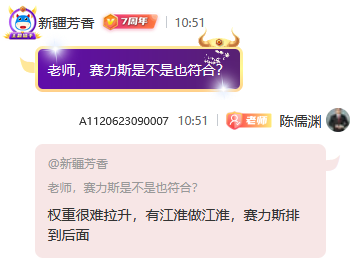 新疆芳香 7周年 10:51
老师，赛力斯是不是也符合？
A1120623090007 10:51 老师 陈儒渊
@新疆芳香
老师，赛力斯是不是也符合？
权重很难拉升，有江淮做江淮，赛力斯排
到后面